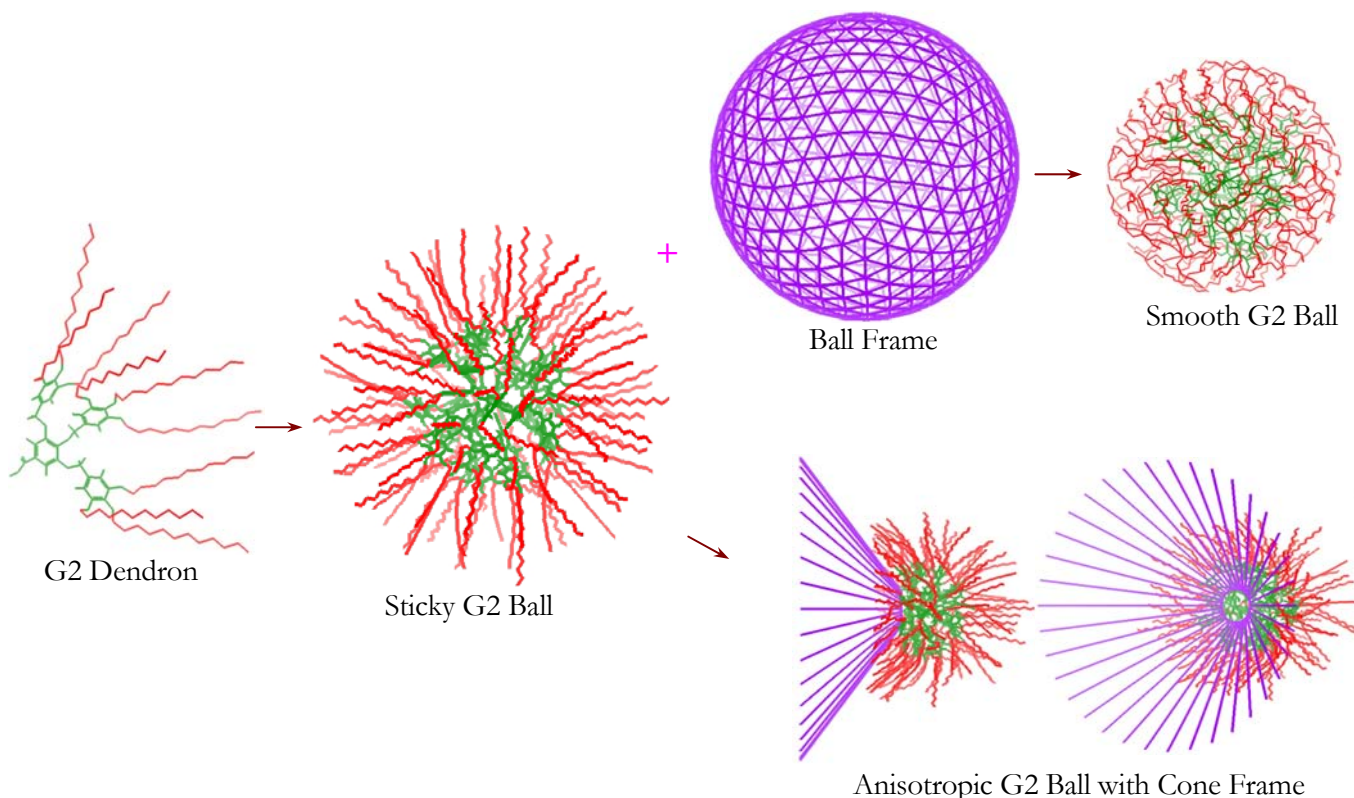 G2 Dendron
Sticky G2 Ball
+
Ball Frame
Smooth G2 Ball
Anisotropic G2 Ball with Cone Frame